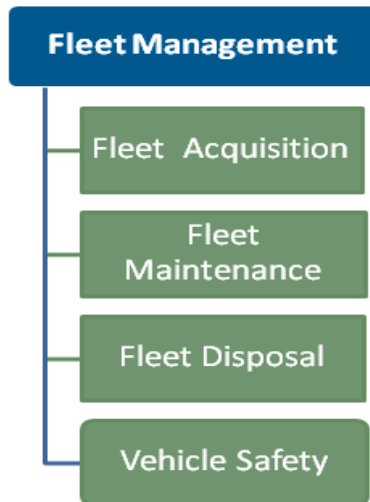 Fleet Management
Fleet Acquisition
Fleet
Maintenance
Fleet Disposal
Vehicle Safety